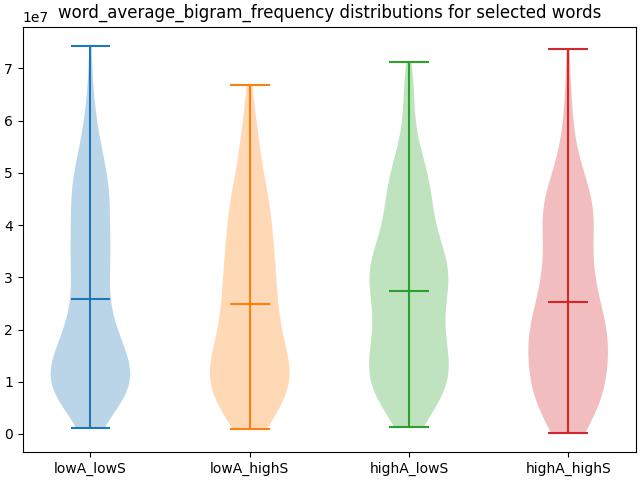 word_average_bigram_frequency distributions for selected words
1e7
7
6
5
4
3
2
1
0
lowA_lowS lowA_highS highA_lowS highA_highS